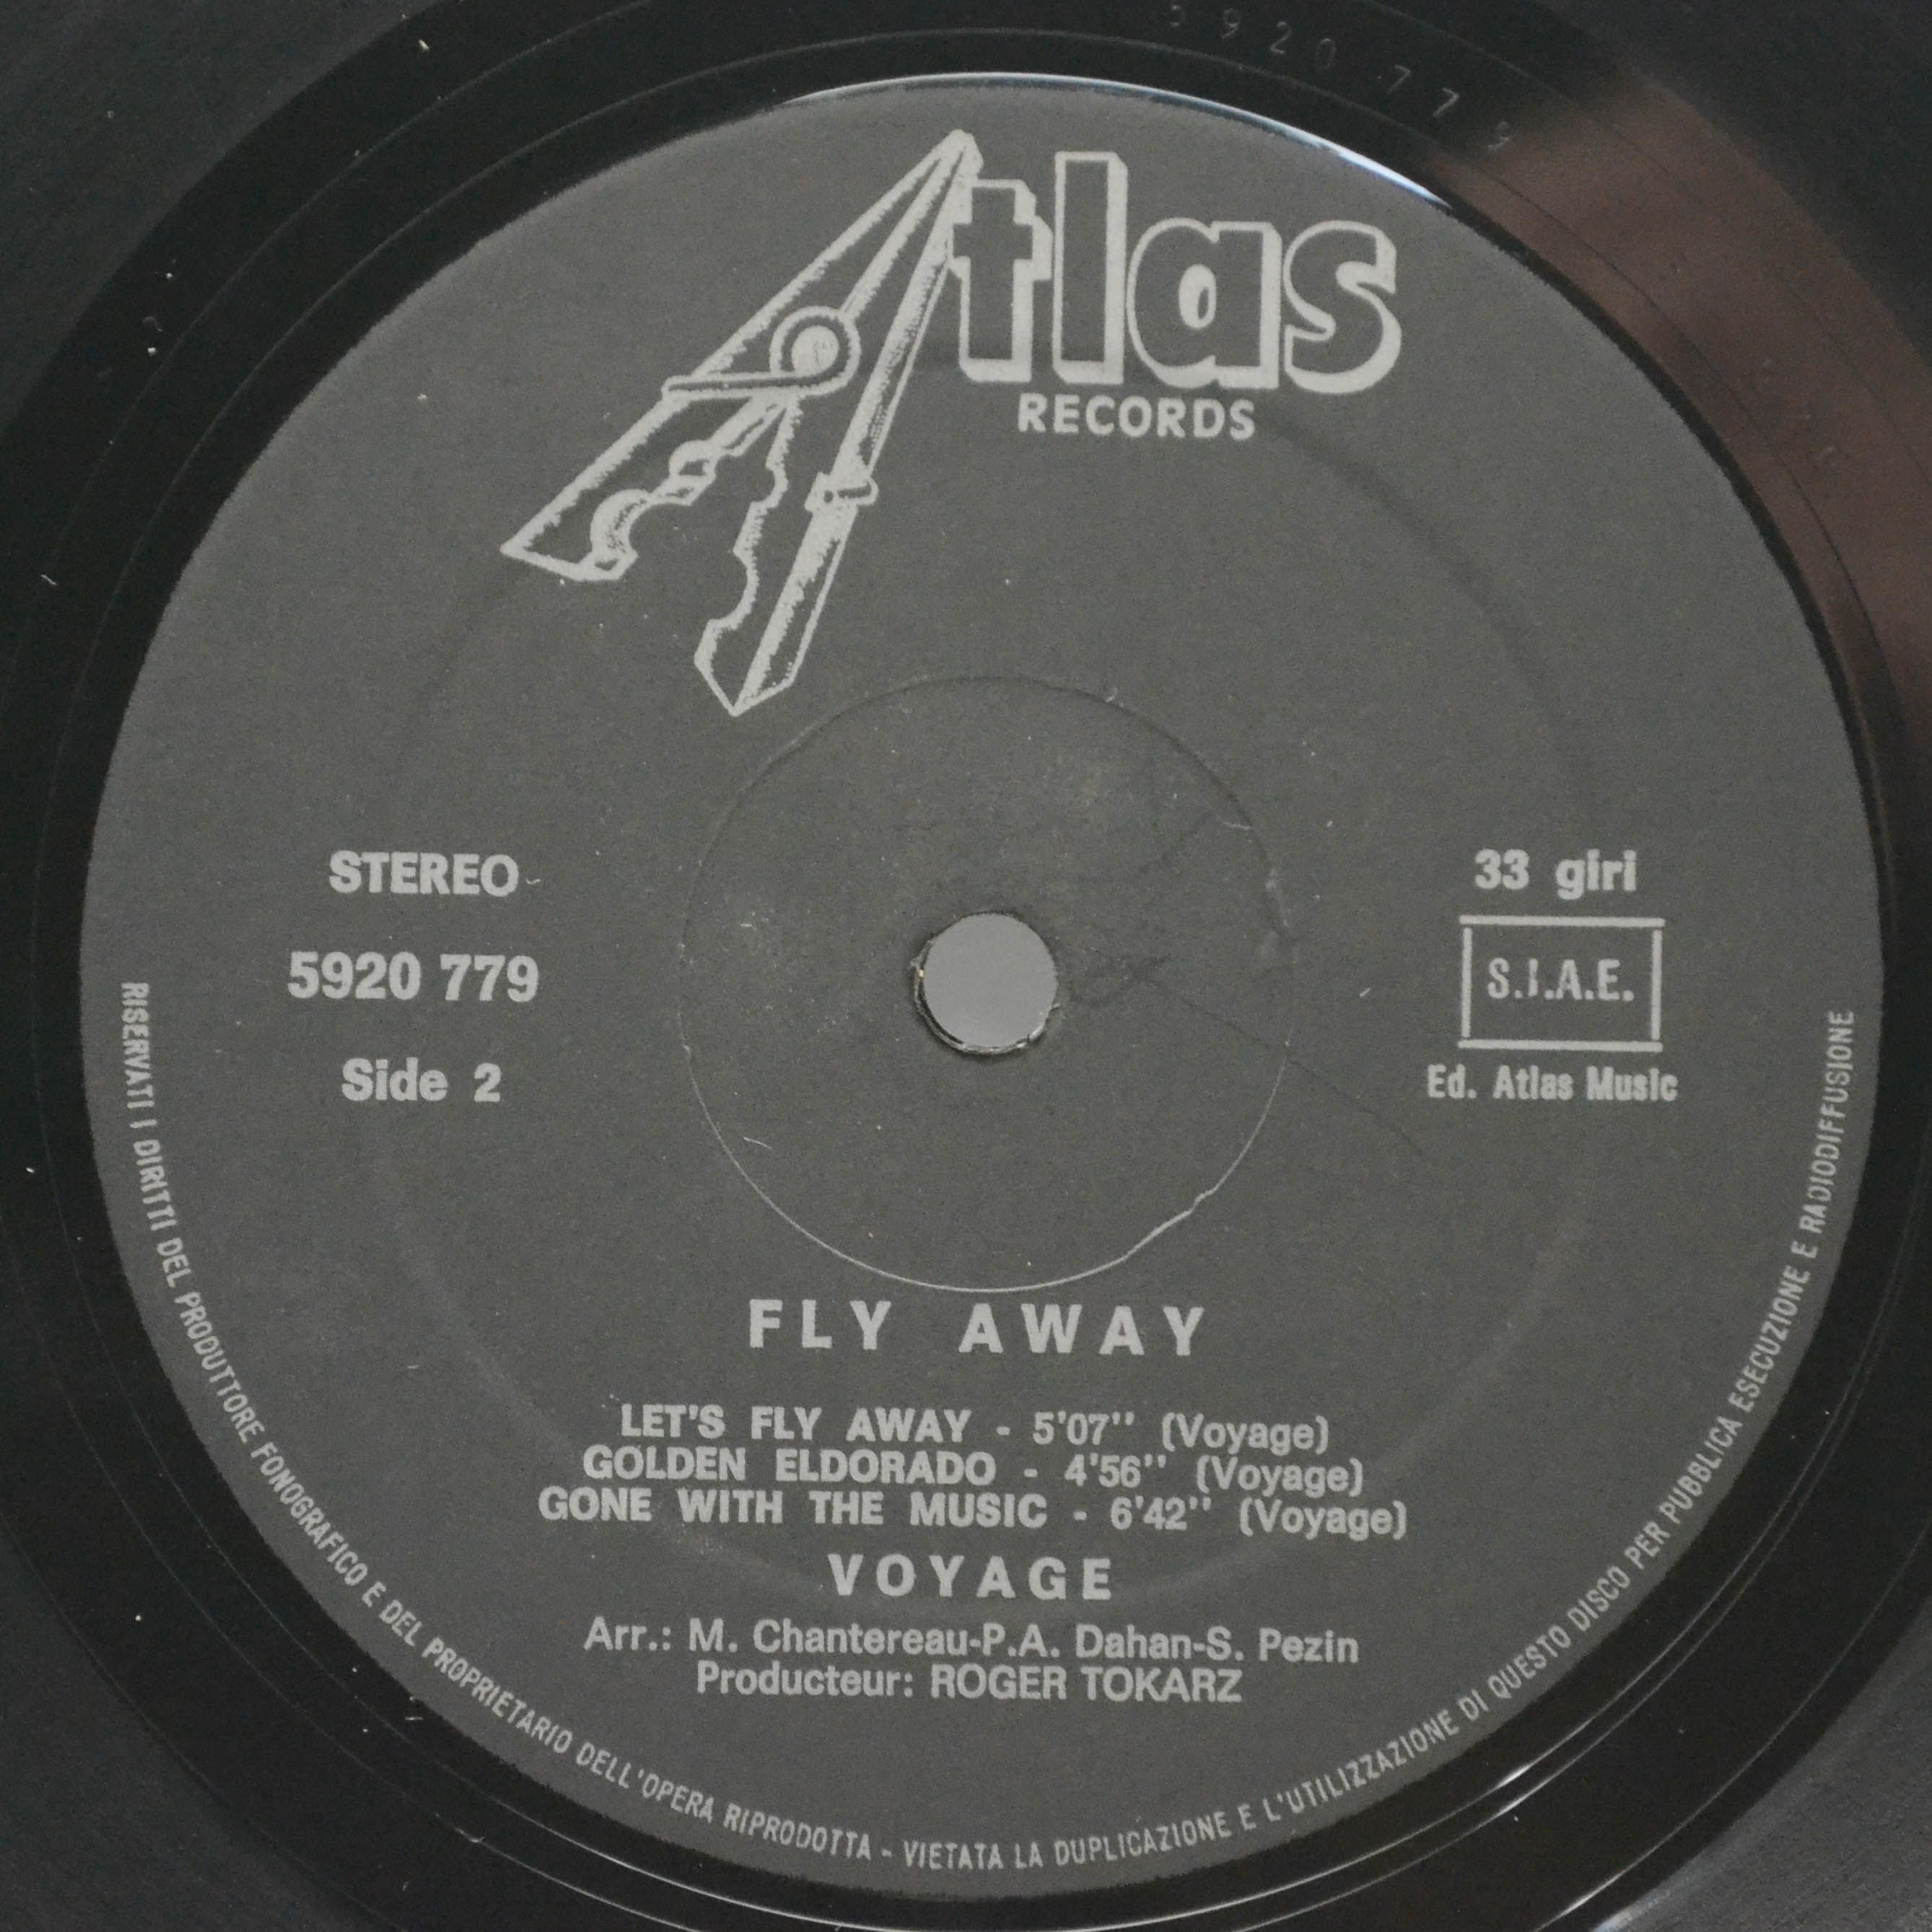 5920 779
Atlas
RECORDS
STEREO
5920 779
Side 2
33 giri
S.I.A.E.
Ed. Atlas Music
FLY AWAY
LET'S FLY AWAY - 5'07'' (Voyage)
GOLDEN ELDORADO - 4'56'' (Voyage)
GONE WITH THE MUSIC - 6'42'' (Voyage)
VOYAGE
Arr.: M. Chantereau-P.A. Dahan-S. Pezin
Producteur: ROGER TOKARZ
RISERVATI I DIRITTI DEL PRODUTTORE FONOGRAFICO E DEL PROPRIETARIO DELL'OPERA RIPRODOTTA - VIETATA LA DUPLICAZIONE E L'UTILIZZAZIONE DI QUESTO DISCO PER PUBBLICA ESECUZIONE E RADIODIFFUSIONE